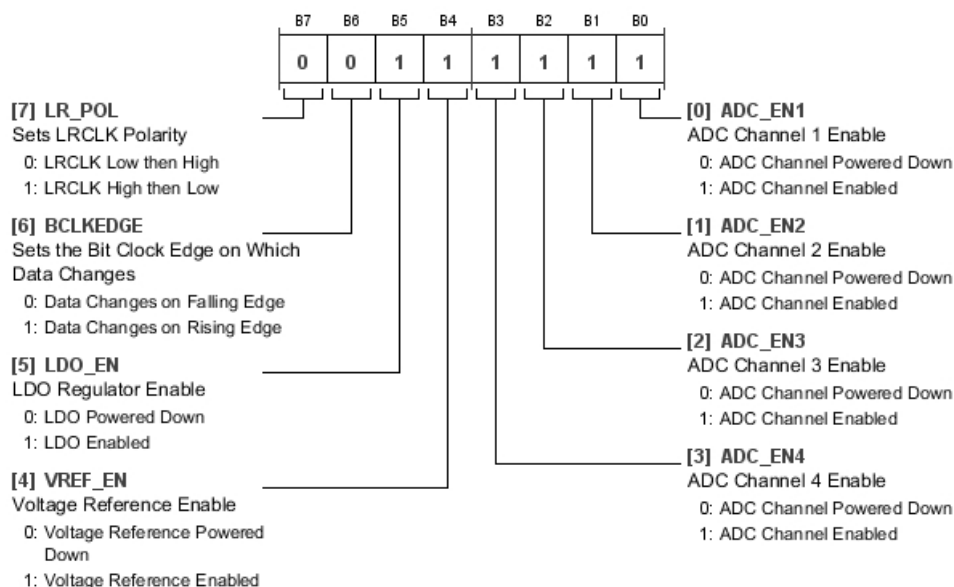 B7 B6 B5 B4 B3 B2 B1 B0
0 0 1 1 1 1 1 1
[7] LR_POL
Sets LRCLK Polarity
0: LRCLK Low then High
1: LRCLK High then Low
[6] BCLKEDGE
Sets the Bit Clock Edge on Which
Data Changes
0: Data Changes on Falling Edge
1: Data Changes on Rising Edge
[5] LDO_EN
LDO Regulator Enable
0: LDO Powered Down
1: LDO Enabled
[4] VREF_EN
Voltage Reference Enable
0: Voltage Reference Powered
Down
1: Voltage Reference Enabled
[0] ADC_EN1
ADC Channel 1 Enable
0: ADC Channel Powered Down
1: ADC Channel Enabled
[1] ADC_EN2
ADC Channel 2 Enable
0: ADC Channel Powered Down
1: ADC Channel Enabled
[2] ADC_EN3
ADC Channel 3 Enable
0: ADC Channel Powered Down
1: ADC Channel Enabled
[3] ADC_EN4
ADC Channel 4 Enable
0: ADC Channel Powered Down
1: ADC Channel Enabled